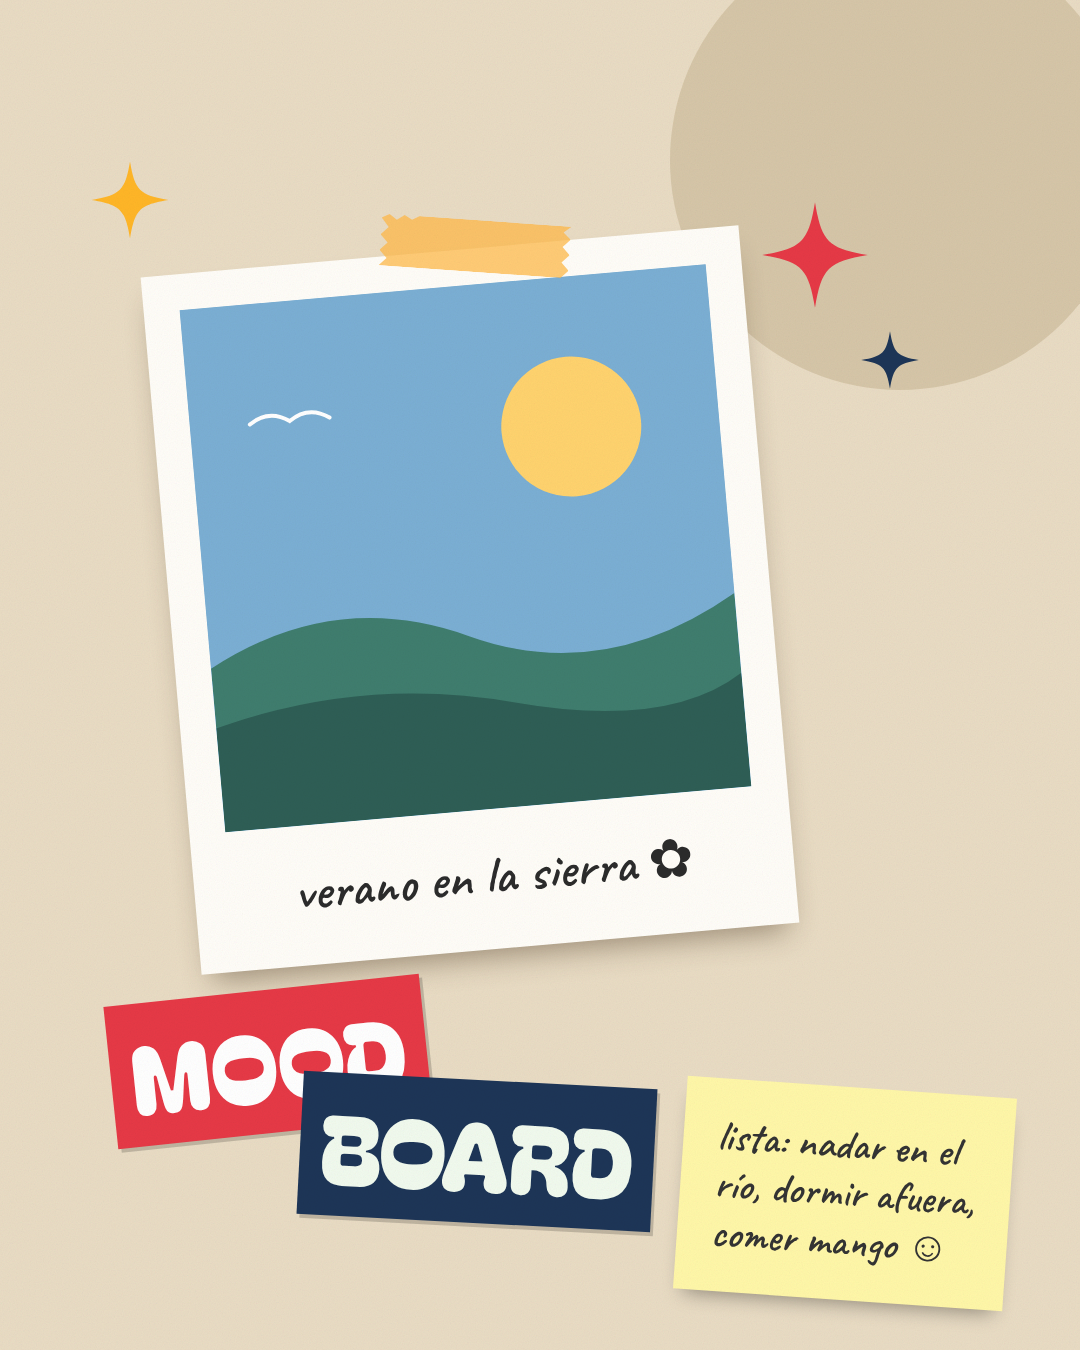 verano en la sierra ✿
MOOD
BOARD
lista: nadar en el
río, dormir afuera,
comer mango ☺